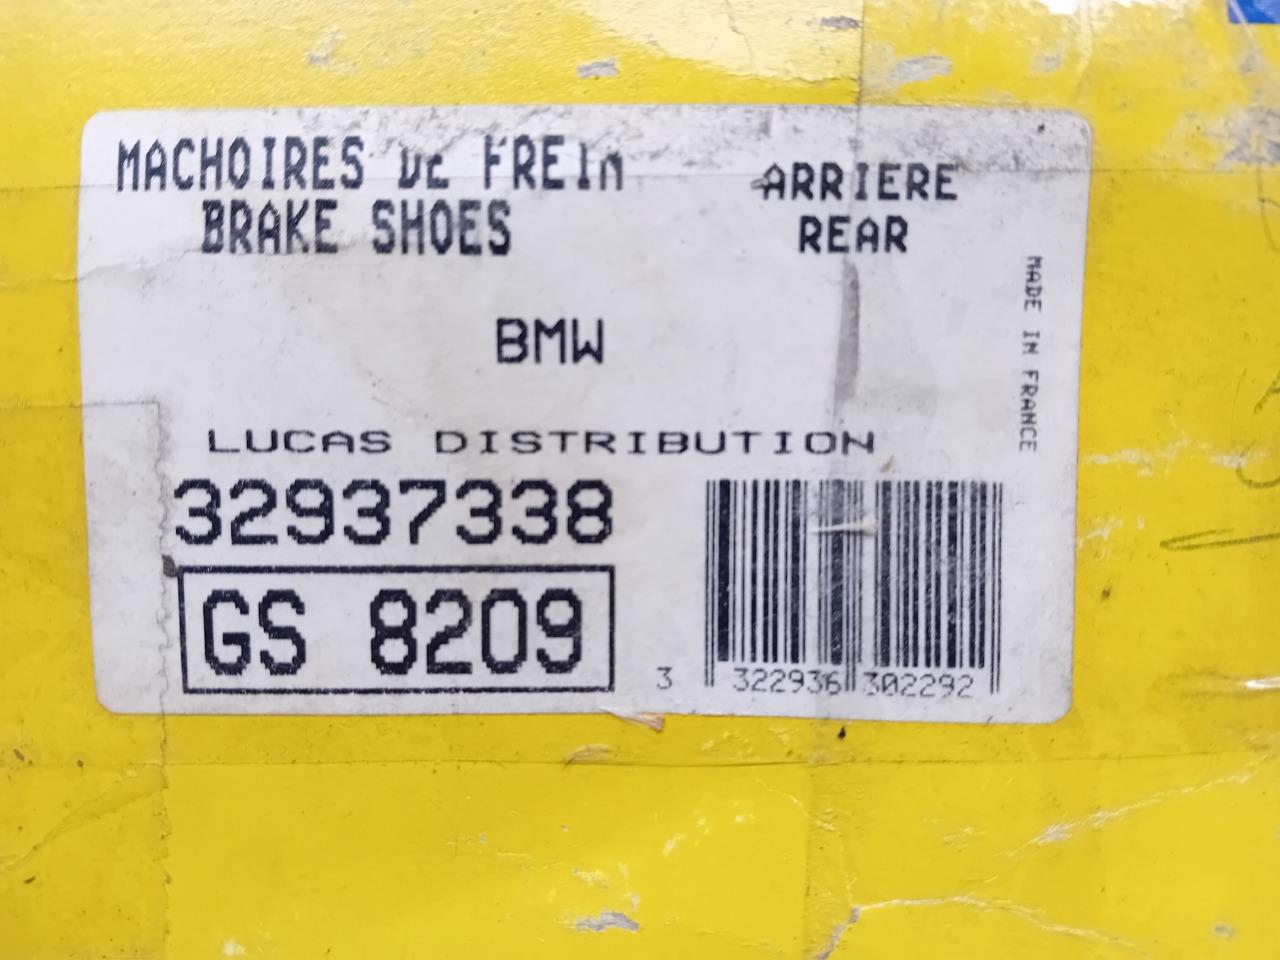 MACHOIRES DE FREIN
BRAKE SHOES
ARRIERE
REAR
MADE IN FRANCE
BMW
LUCAS DISTRIBUTION
32937338
GS 8209
3 322936 302292